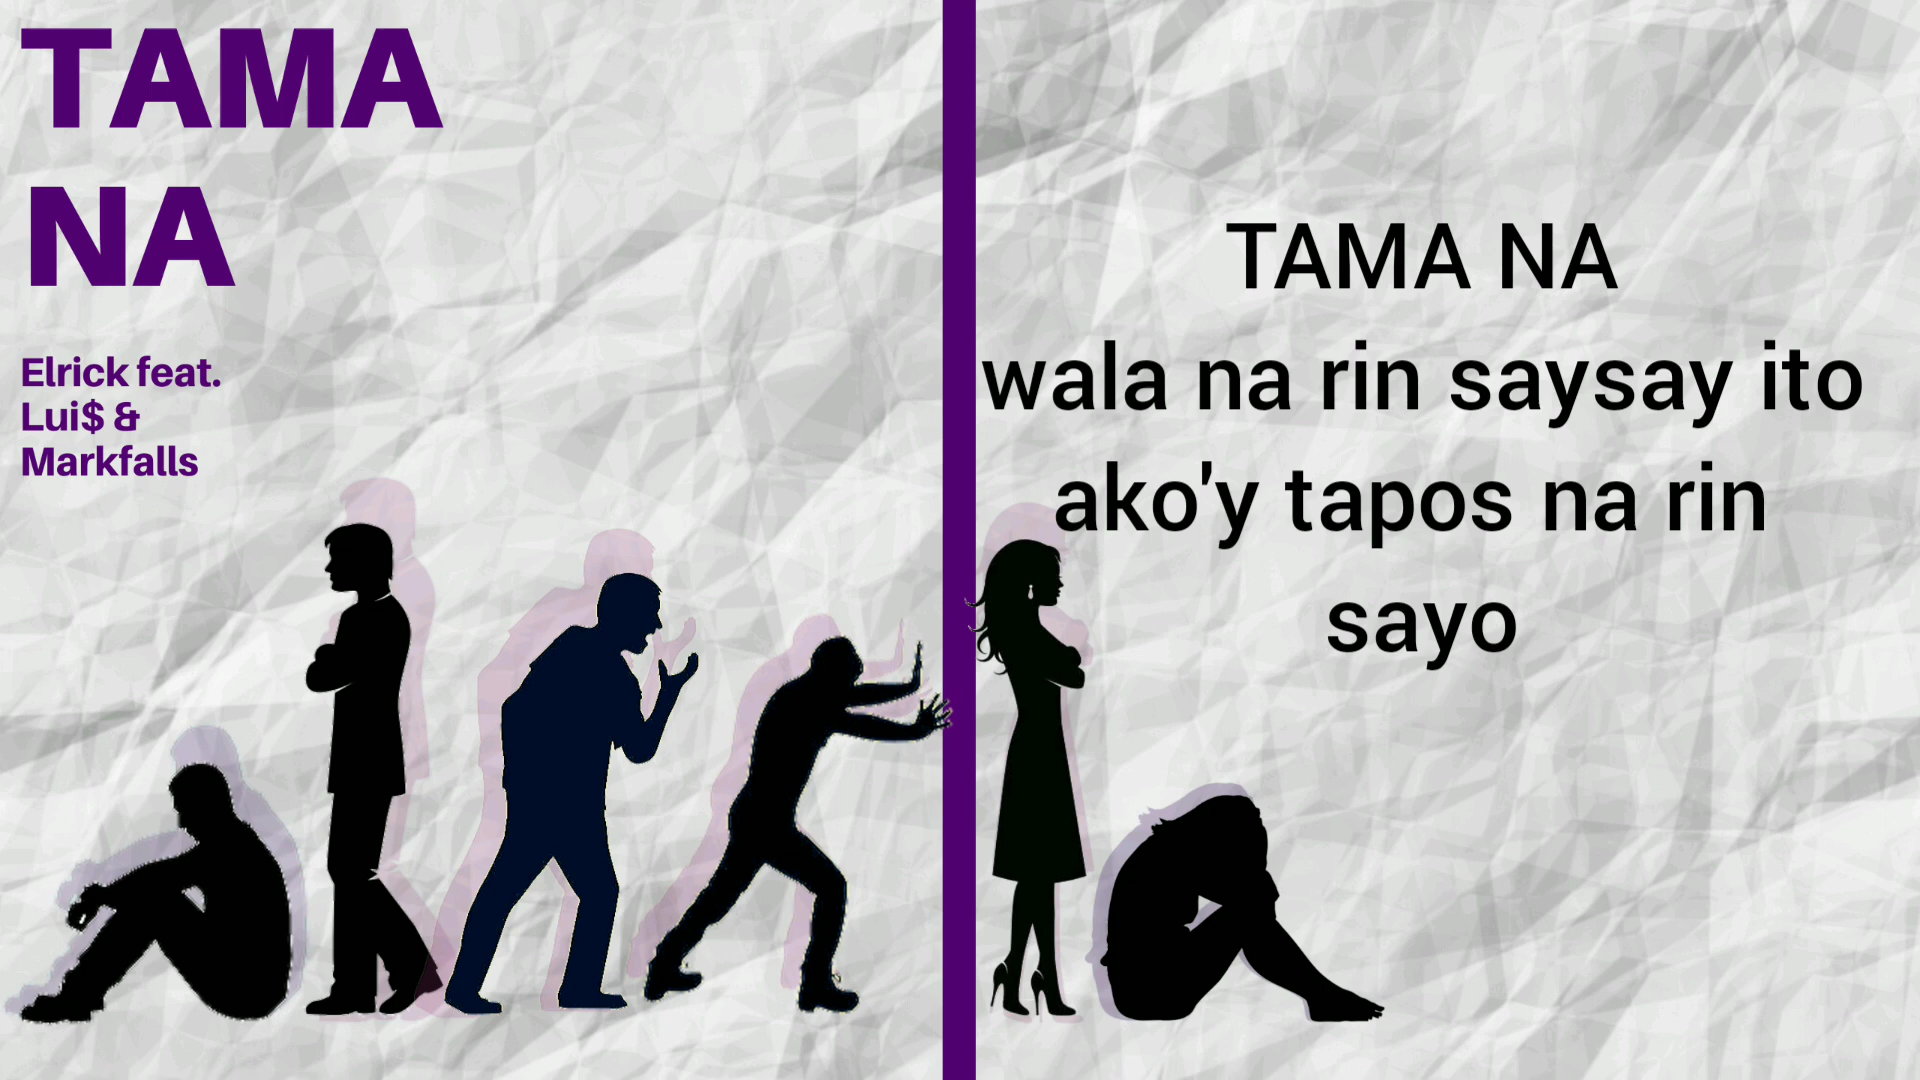 TAMA
NA
Elrick feat.
Lui$ &
Markfalls
TAMA NA
wala na rin saysay ito
ako'y tapos na rin
sayo